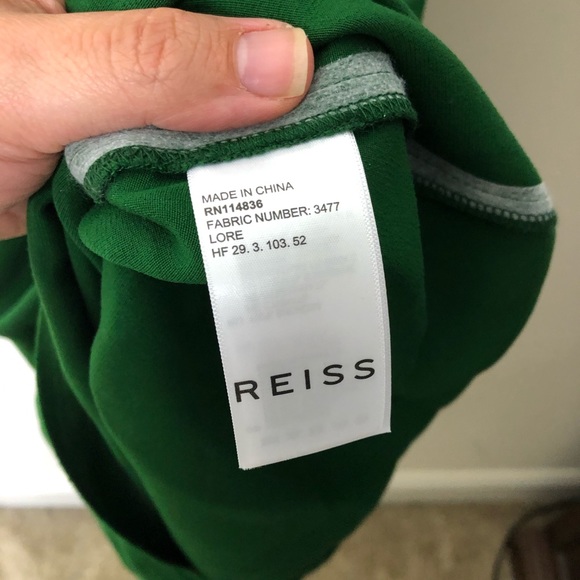 MADE IN CHINA
RN114836
FABRIC NUMBER: 3477
LORE
HF 29. 3. 103. 52
REISS